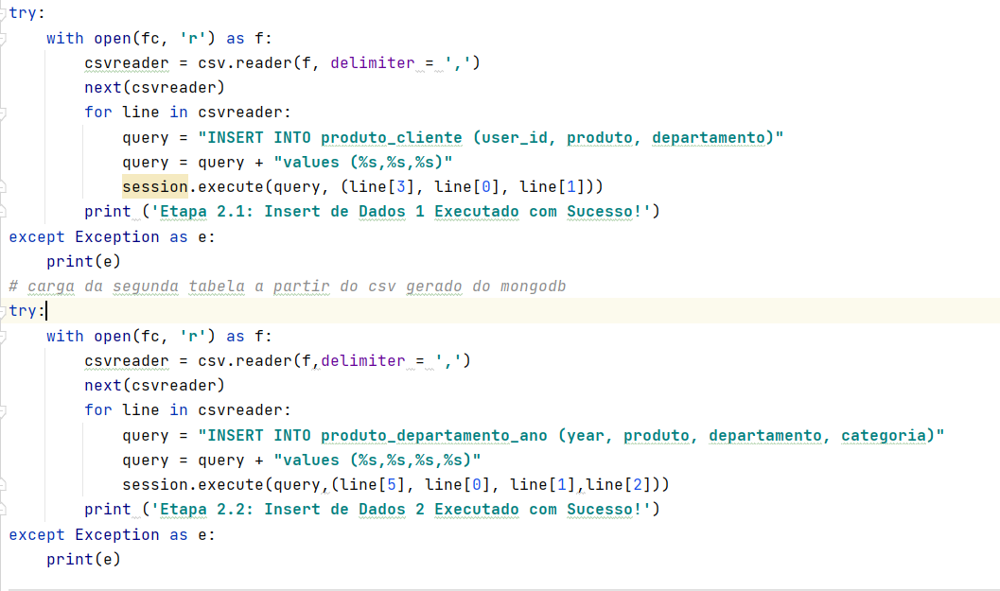 try:
    with open(fc, 'r') as f:
        csvreader = csv.reader(f, delimiter = ',')
        next(csvreader)
        for line in csvreader:
            query = "INSERT INTO produto_cliente (user_id, produto, departamento)"
            query = query + "values (%s,%s,%s)"
            session.execute(query, (line[3], line[0], line[1]))
        print ('Etapa 2.1: Insert de Dados 1 Executado com Sucesso!')
except Exception as e:
    print(e)
# carga da segunda tabela a partir do csv gerado do mongodb
try:
    with open(fc, 'r') as f:
        csvreader = csv.reader(f,delimiter = ',')
        next(csvreader)
        for line in csvreader:
            query = "INSERT INTO produto_departamento_ano (year, produto, departamento, categoria)"
            query = query + "values (%s,%s,%s,%s)"
            session.execute(query,(line[5], line[0], line[1],line[2]))
        print ('Etapa 2.2: Insert de Dados 2 Executado com Sucesso!')
except Exception as e:
    print(e)